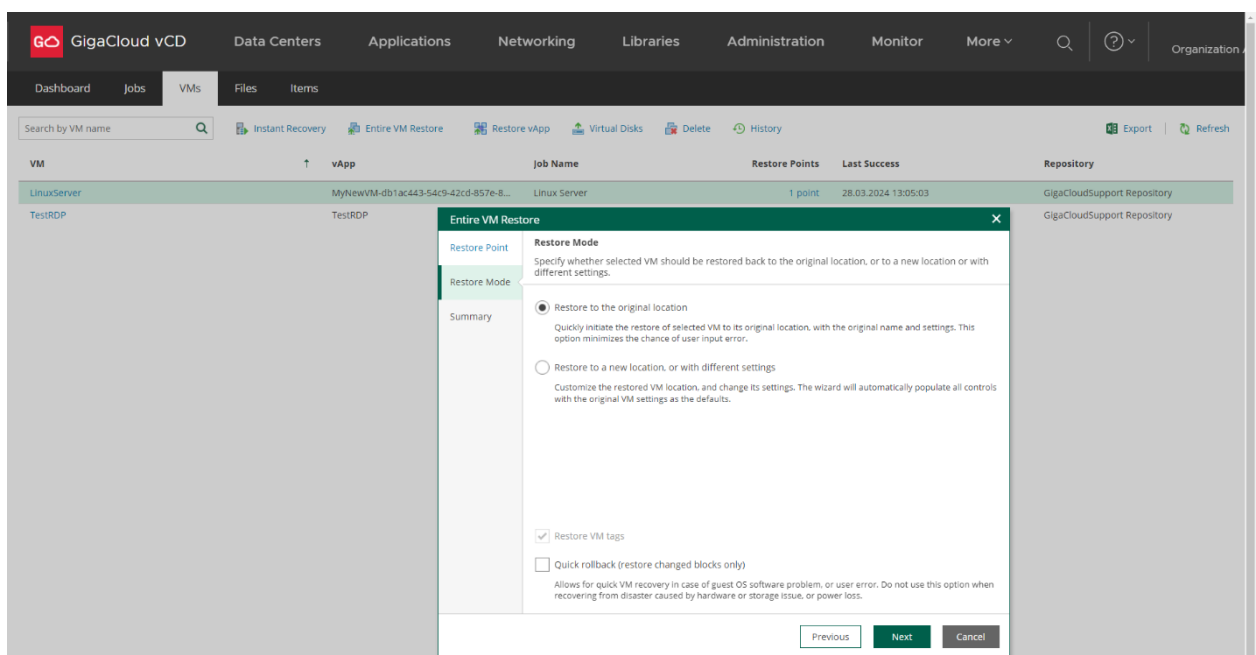 GigaCloud vCD Data Centers Applications Networking Libraries Administration Monitor More Organization
Dashboard Jobs VMs Files Items
Search by VM name Instant Recovery Entire VM Restore Restore vApp Virtual Disks Delete History Export Refresh
VM vApp Job Name Restore Points Last Success Repository
LinuxServer MyNewVM-db1ac443-54c9-42cd-857e-8... Linux Server 1 point 28.03.2024 13:05:03 GigaCloudSupport Repository
TestRDP TestRDP GigaCloudSupport Repository
Entire VM Restore
Restore Point
Restore Mode
Summary
Restore Mode
Specify whether selected VM should be restored back to the original location, or to a new location or with
different settings.
Restore to the original location
Quickly initiate the restore of selected VM to its original location, with the original name and settings. This
option minimizes the chance of user input error.
Restore to a new location, or with different settings
Customize the restored VM location, and change its settings. The wizard will automatically populate all controls
with the original VM settings as the defaults.
Restore VM tags
Quick rollback (restore changed blocks only)
Allows for quick VM recovery in case of guest OS software problem, or user error. Do not use this option when
recovering from disaster caused by hardware or storage issue, or power loss.
Previous Next Cancel